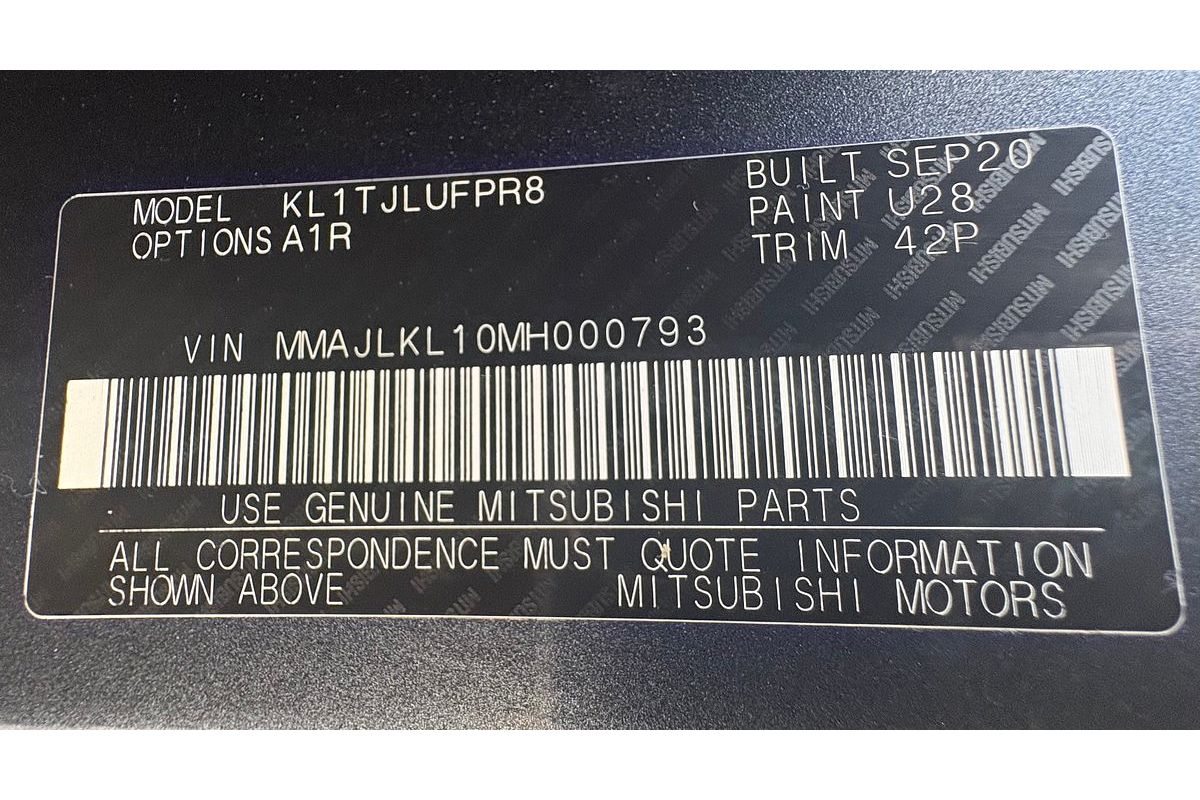 MODEL KL1TJLUFPR8
OPTIONS A1R
BUILT SEP20
PAINT U28
TRIM 42P
VIN MMAJLKL10MH000793
USE GENUINE MITSUBISHI PARTS
ALL CORRESPONDENCE MUST QUOTE INFORMATION
SHOWN ABOVE MITSUBISHI MOTORS